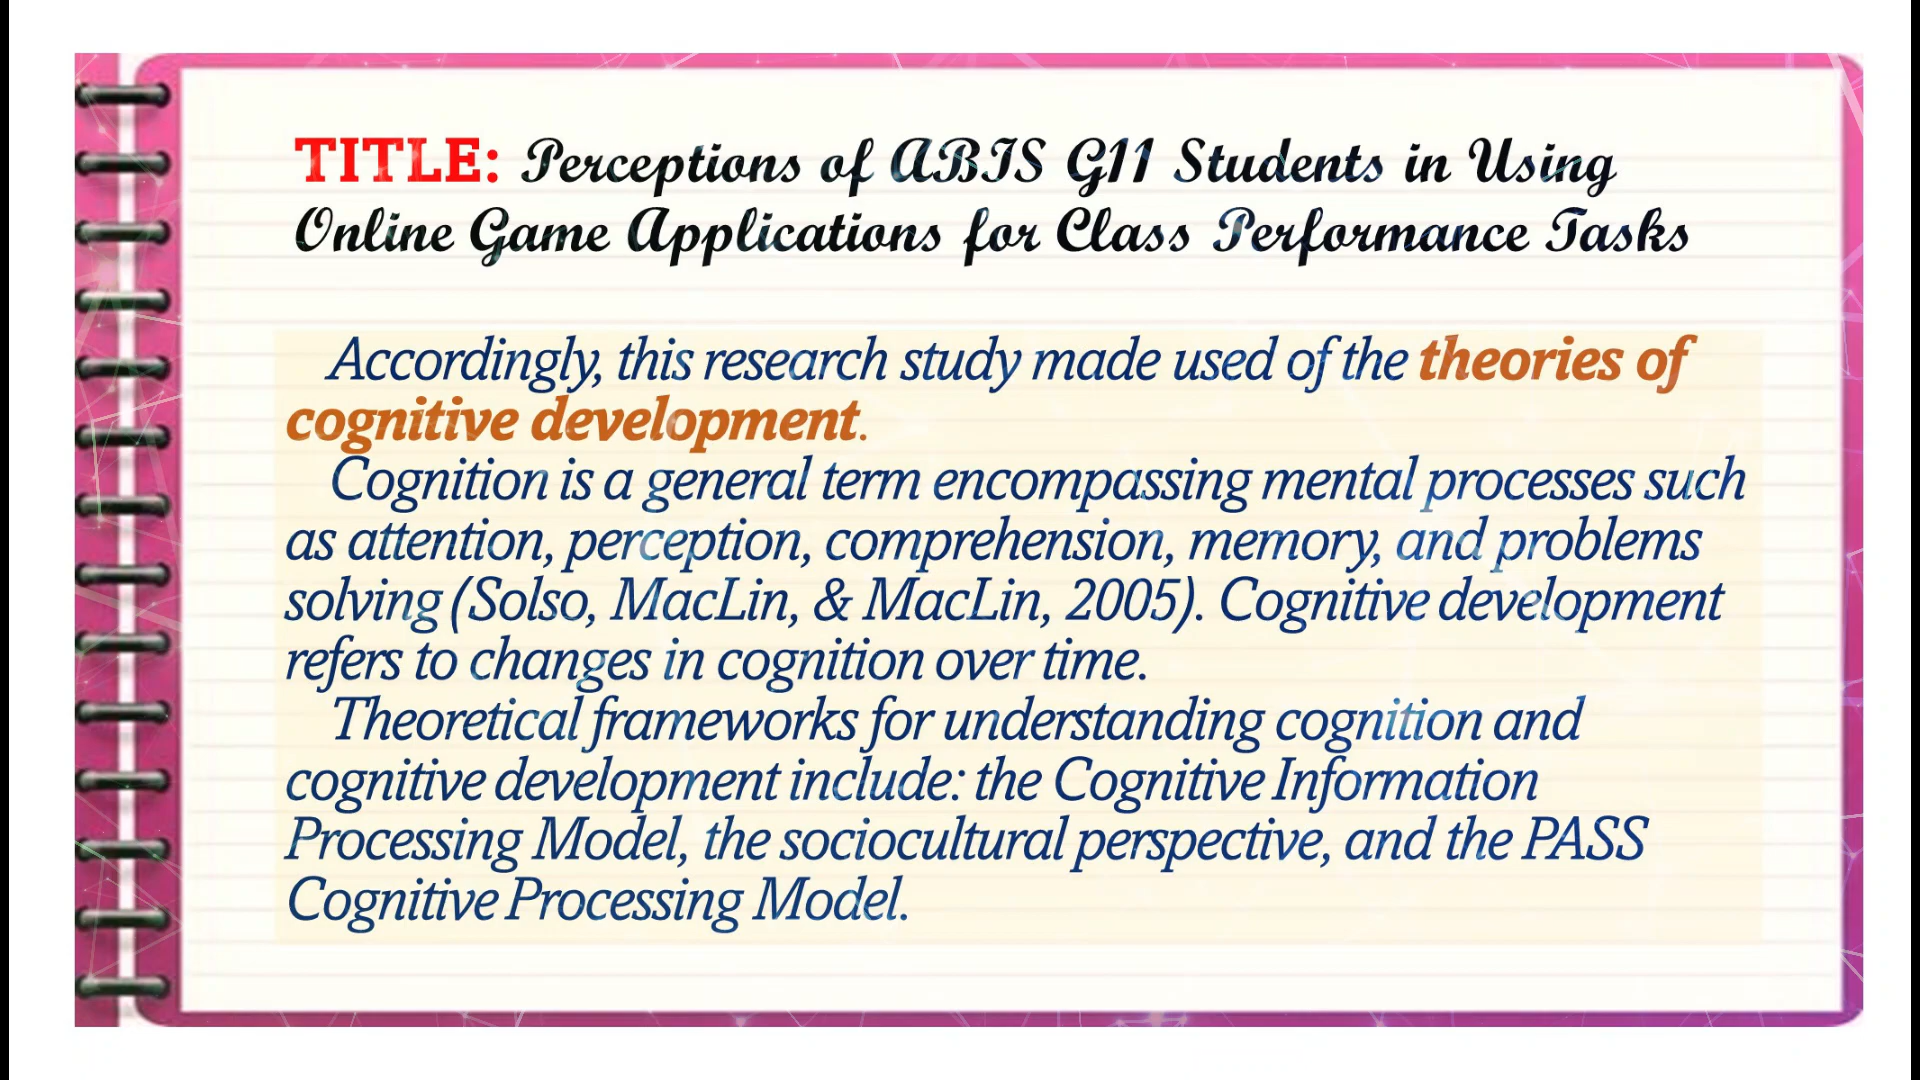 TITLE: Perceptions of ABIS G11 Students in Using
Online Game Applications for Class Performance Tasks
Accordingly, this research study made used of the theories of
cognitive development.
Cognition is a general term encompassing mental processes such
as attention, perception, comprehension, memory, and problems
solving (Solso, MacLin, & MacLin, 2005). Cognitive development
refers to changes in cognition over time.
Theoretical frameworks for understanding cognition and
cognitive development include: the Cognitive Information
Processing Model, the sociocultural perspective, and the PASS
Cognitive Processing Model.